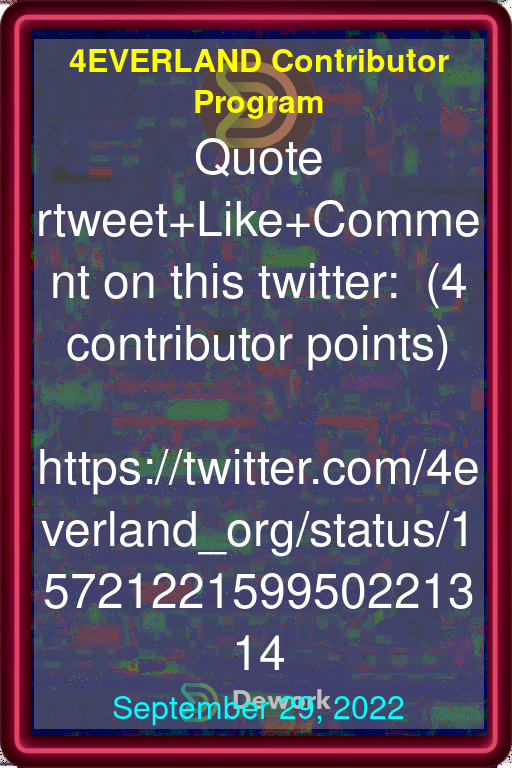 4EVERLAND Contributor
Program
Quote
rtweet+Like+Comme
nt on this twitter:  (4
contributor points)
https://twitter.com/4e
verland_org/status/1
57212221599502213
14
Dework
September 29, 2022